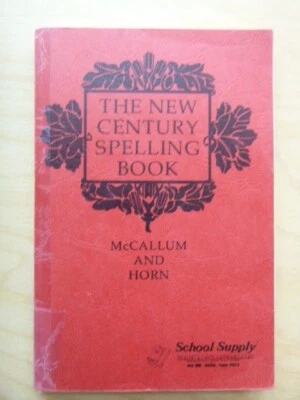 THE NEW
CENTURY
SPELLING
BOOK
McCALLUM
AND
HORN
School Supply